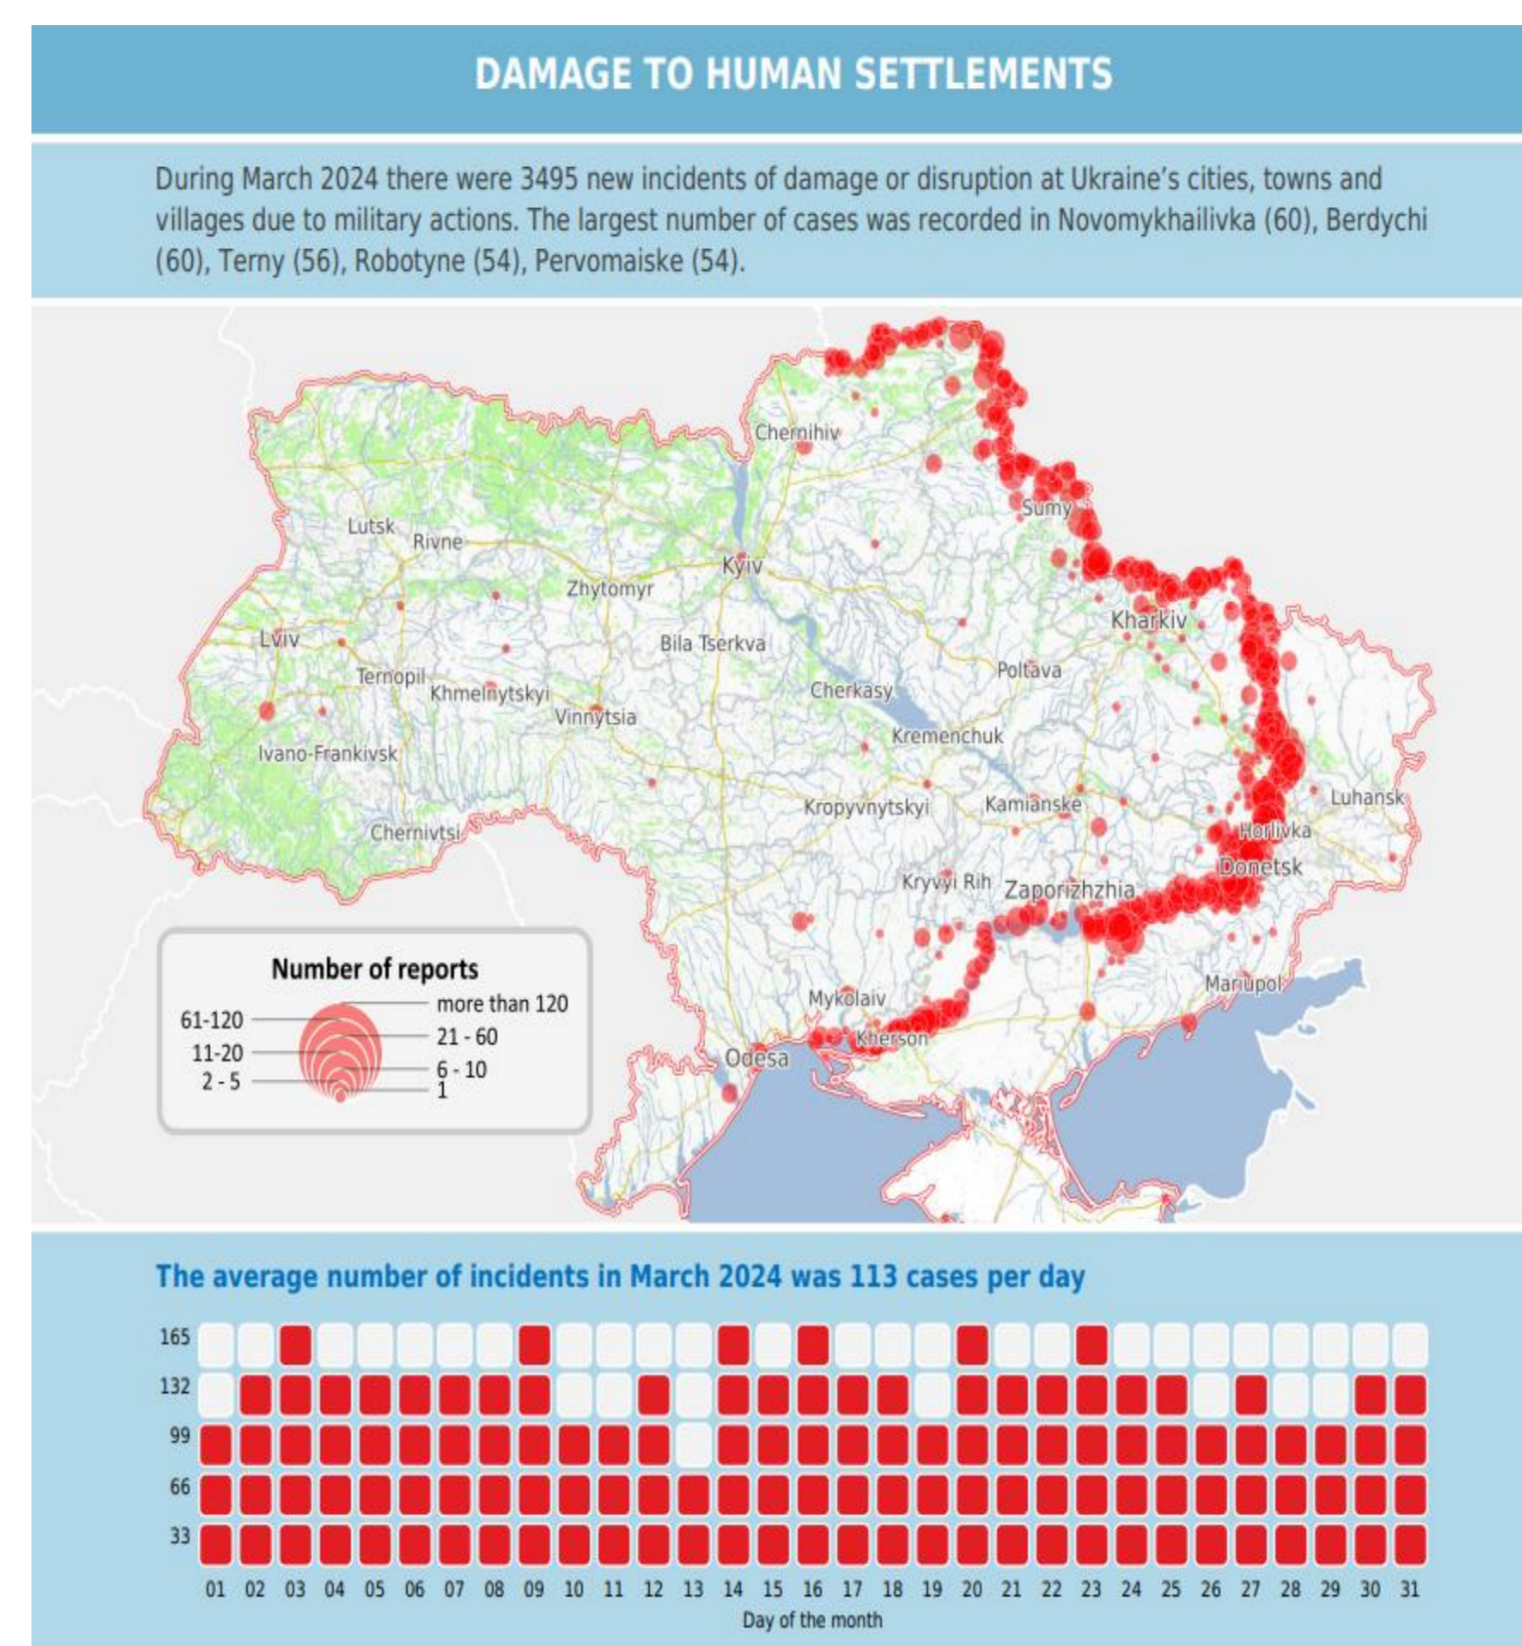 DAMAGE TO HUMAN SETTLEMENTS
During March 2024 there were 3495 new incidents of damage or disruption at Ukraine's cities, towns and
villages due to military actions. The largest number of cases was recorded in Novomykhailivka (60), Berdychi
(60), Terny (56), Robotyne (54), Pervomaiske (54).
Chernihiv
Sumy
Lutsk
Rivne
Kyiv
Zhytomyr
Kharkiv
Lviv
Bila Tserkva
Poltava
Ternopil
Khmelnytskyi
Cherkasy
Vinnytsia
Kremenchuk
Ivano-Frankivsk
Luhansk
Kropyvnytskyi
Kamianske
Chernivtsi
Horlivka
Donetsk
Kryvyi Rih
Zaporizhzhia
Mariupol
Mykolaiv
Kherson
Odesa
Number of reports
more than 120
61-120
21 - 60
11-20
6 - 10
2 - 5
1
The average number of incidents in March 2024 was 113 cases per day
165
132
99
66
33
01 02 03 04 05 06 07 08 09 10 11 12 13 14 15 16 17 18 19 20 21 22 23 24 25 26 27 28 29 30 31
Day of the month